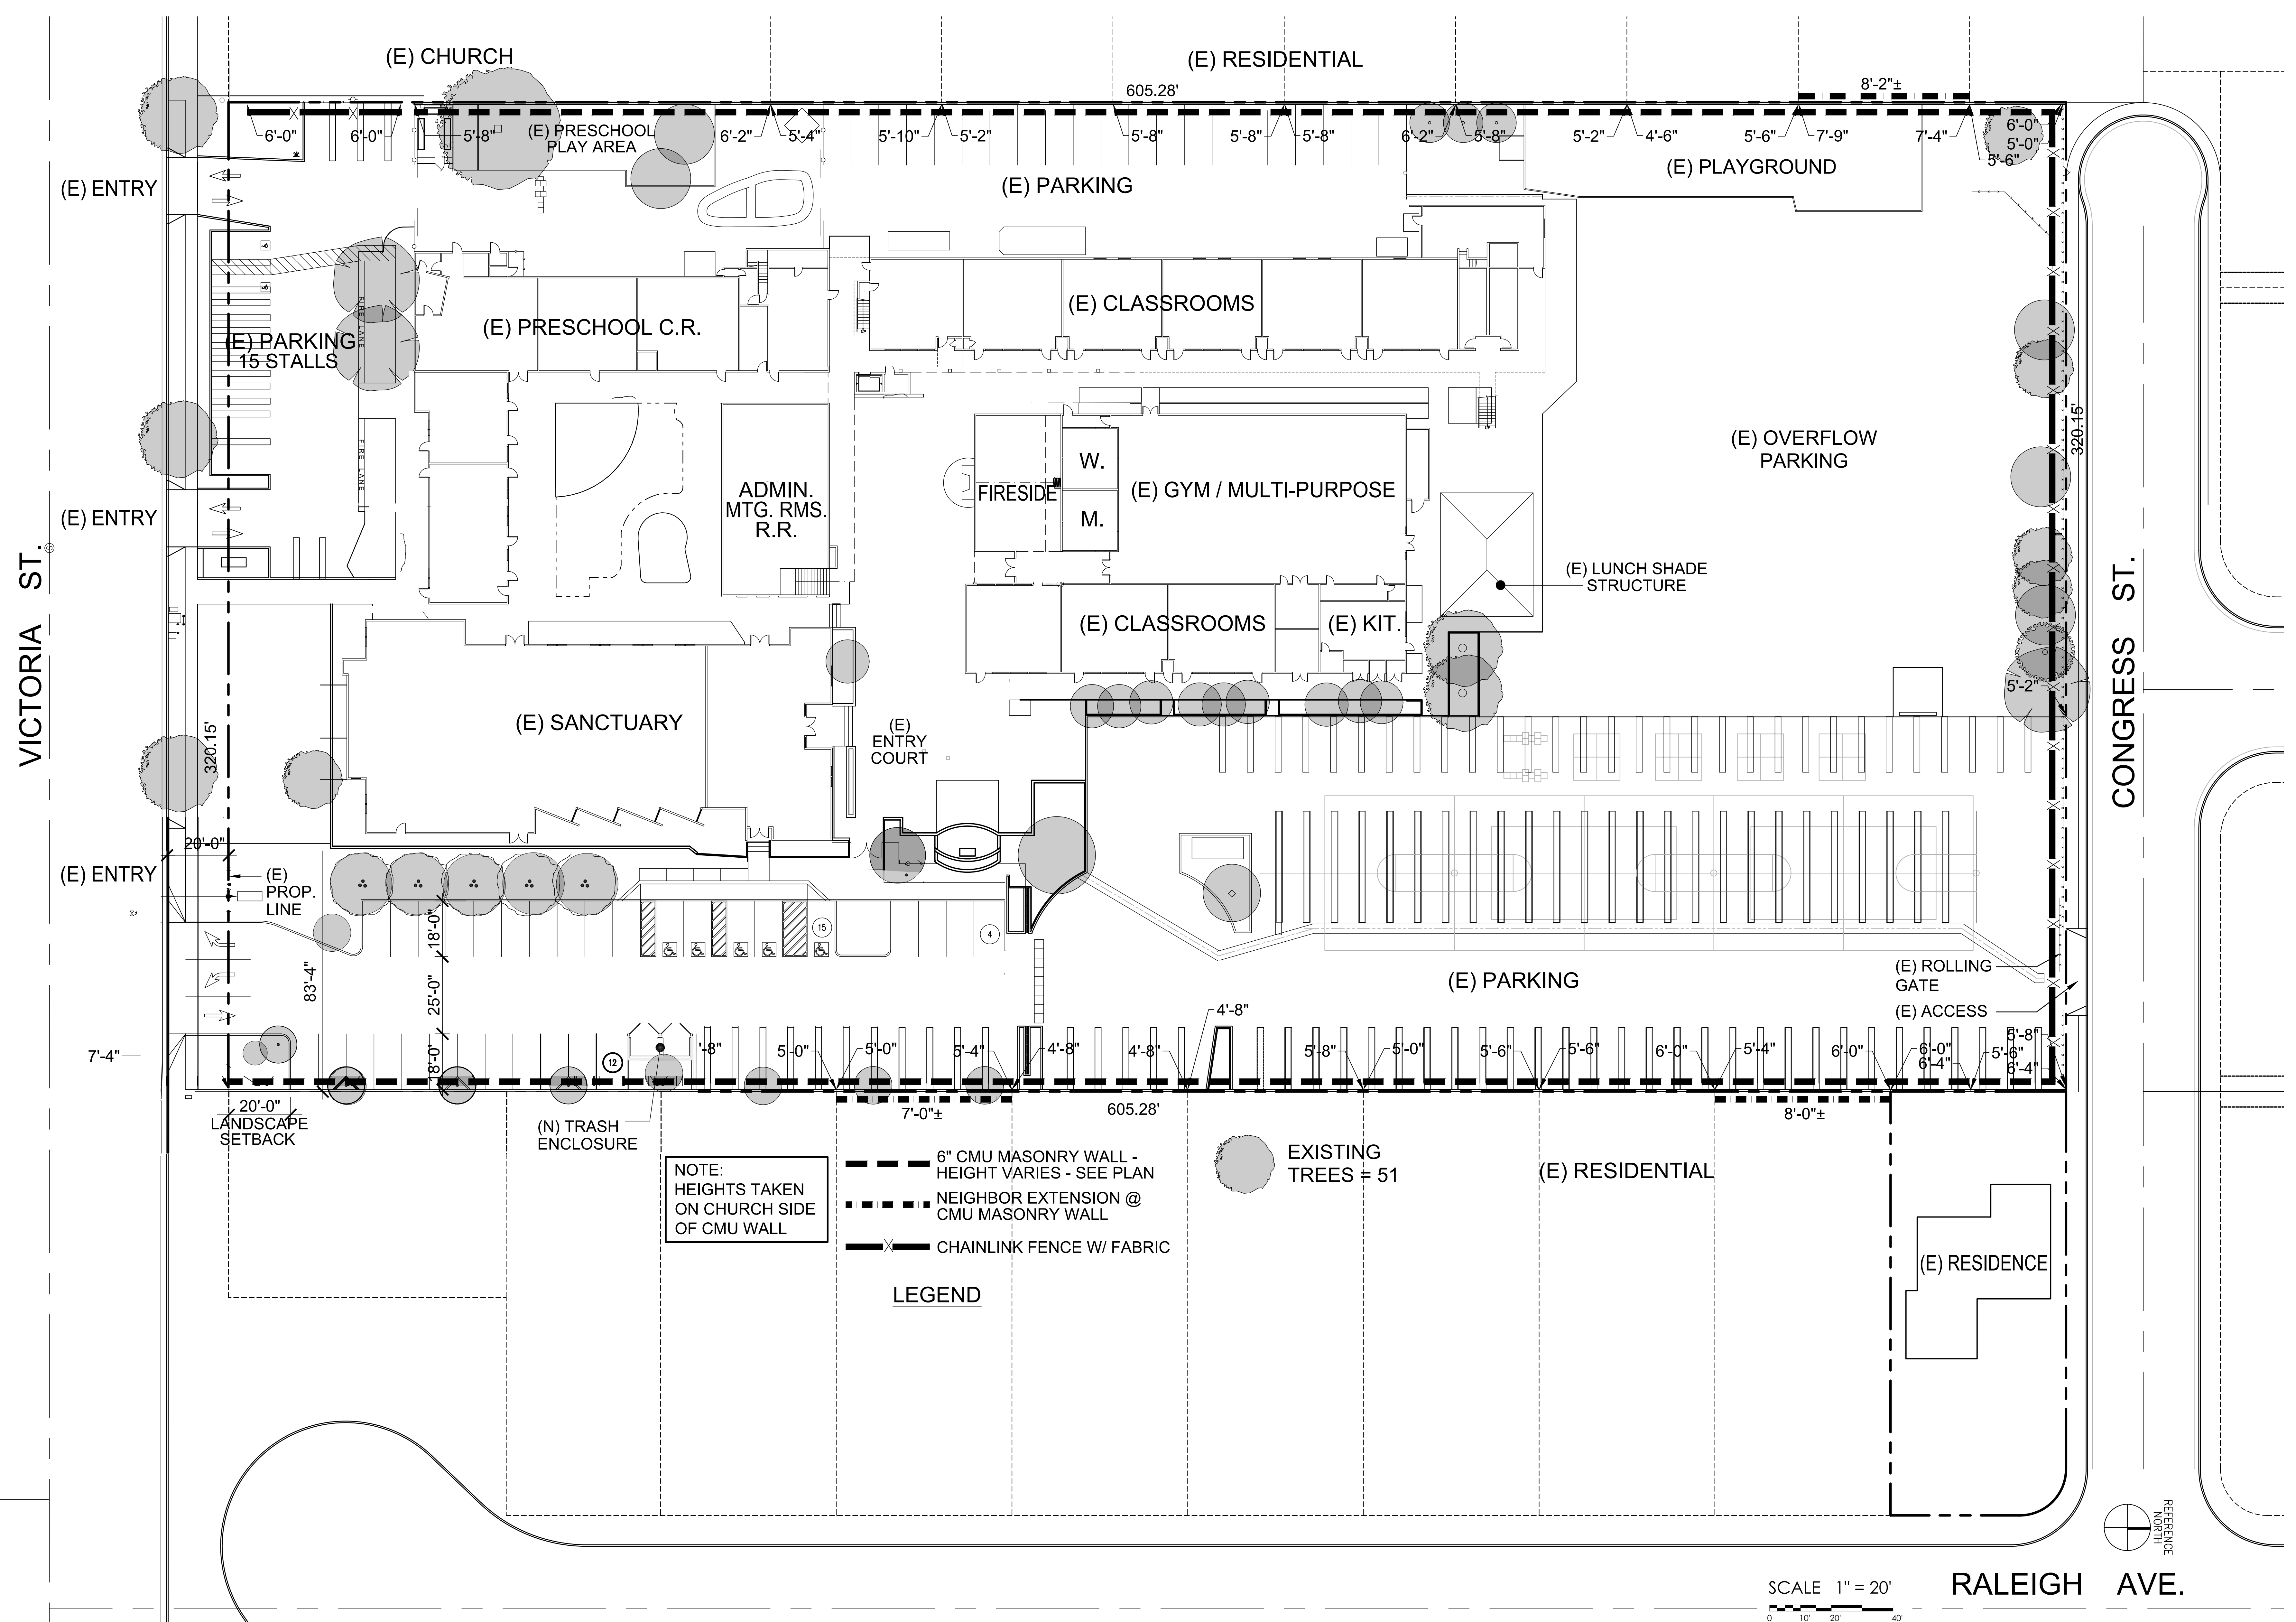 (E) CHURCH
(E) RESIDENTIAL
605.28'
8'-2"±
6'-0"
6'-0"
5'-8"
(E) PRESCHOOL
PLAY AREA
6'-2"
5'-4"
5'-10"
5'-2"
5'-8"
5'-8"
5'-8"
6'-2"
5'-8"
5'-2"
4'-6"
5'-6"
7'-9"
7'-4"
6'-0"
5'-0"
5'-6"
(E) ENTRY
(E) PARKING
(E) PLAYGROUND
(E) PARKING
15 STALLS
FIRE LANE
FIRE LANE
(E) PRESCHOOL C.R.
(E) CLASSROOMS
(E) OVERFLOW
PARKING
320.15'
ADMIN.
MTG. RMS.
R.R.
FIRESIDE
W.
M.
(E) GYM / MULTI-PURPOSE
(E) ENTRY
VICTORIA ST.
(E) LUNCH SHADE
STRUCTURE
(E) CLASSROOMS
(E) KIT.
CONGRESS ST.
5'-2"
(E) SANCTUARY
(E)
ENTRY
COURT
320.15'
20'-0"
(E) ENTRY
(E)
PROP.
LINE
18'-0"
15
4
83'-4"
25'-0"
(E) PARKING
(E) ROLLING
GATE
(E) ACCESS
7'-4"
18'-0'
12
'-8"
5'-0"
5'-0"
5'-4"
4'-8"
4'-8"
4'-8"
5'-8"
5'-0"
5'-6"
5'-6"
6'-0"
5'-4"
6'-0"
6'-0"
6'-4"
5'-6"
5'-8"
6'-4"
20'-0"
LANDSCAPE
SETBACK
7'-0"±
605.28'
8'-0"±
(N) TRASH
ENCLOSURE
NOTE:
HEIGHTS TAKEN
ON CHURCH SIDE
OF CMU WALL
6" CMU MASONRY WALL -
HEIGHT VARIES - SEE PLAN
NEIGHBOR EXTENSION @
CMU MASONRY WALL
X
CHAINLINK FENCE W/ FABRIC
LEGEND
EXISTING
TREES = 51
(E) RESIDENTIAL
(E) RESIDENCE
REFERENCE
NORTH
SCALE 1" = 20'
0 10' 20' 40'
RALEIGH AVE.